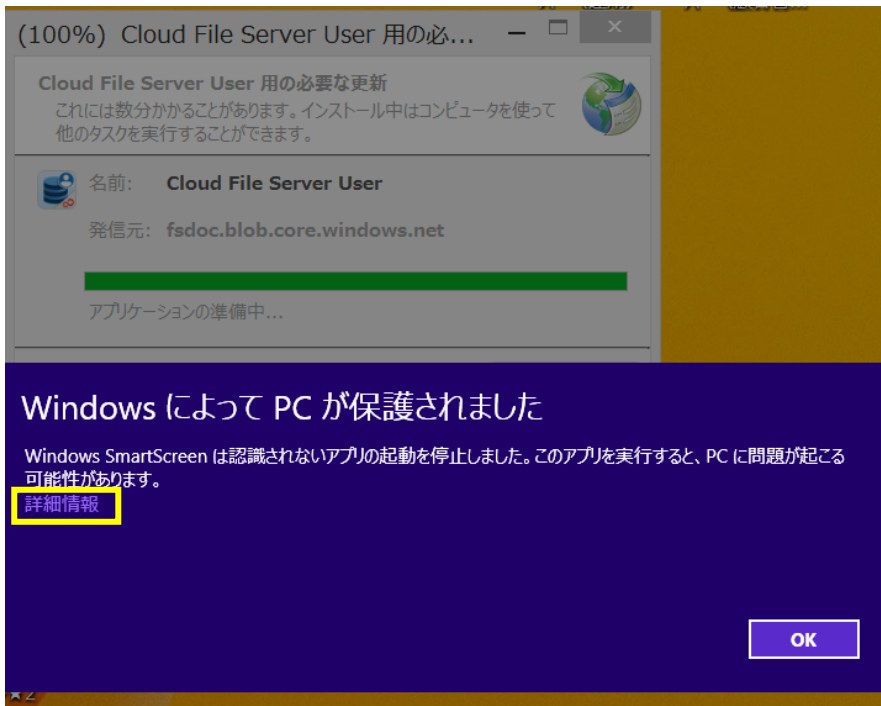 (100%) Cloud File Server User 用の必...
Cloud File Server User 用の必要な更新
これには数分かかることがあります。インストール中はコンピュータを使って
他のタスクを実行することができます。
名前: Cloud File Server User
発信元: fsdoc.blob.core.windows.net
アプリケーションの準備中...
Windows によって PC が保護されました
Windows SmartScreen は認識されないアプリの起動を停止しました。このアプリを実行すると、PC に問題が起こる
可能性があります。
詳細情報
OK
★2